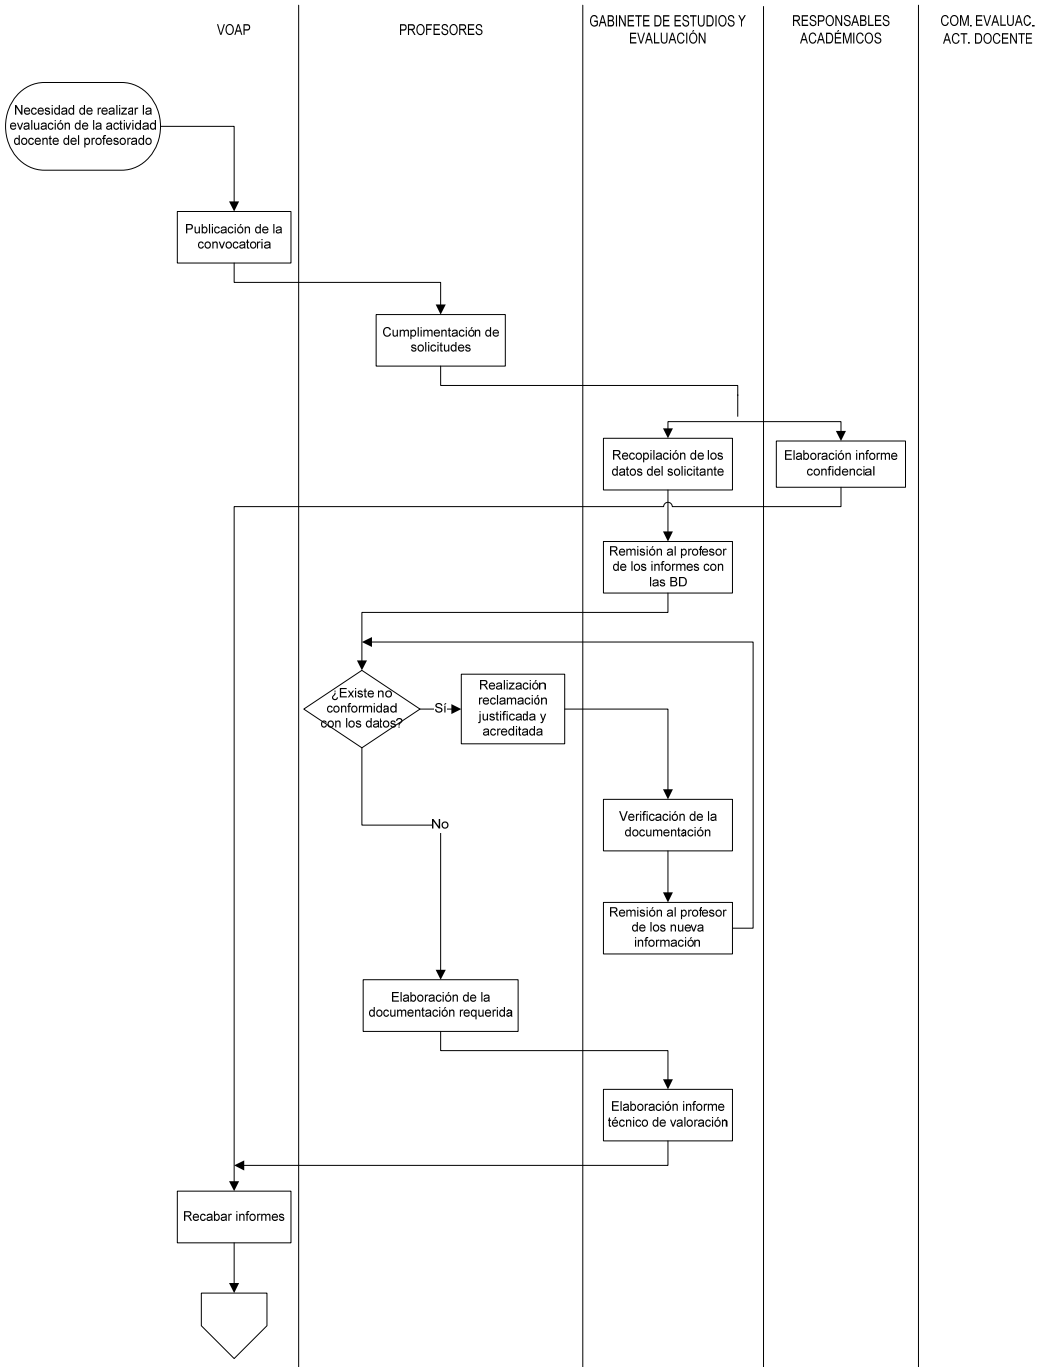 VOAP
PROFESORES
GABINETE DE ESTUDIOS Y
EVALUACIÓN
RESPONSABLES
ACADÉMICOS
COM. EVALUAC.
ACT. DOCENTE
Necesidad de realizar la
evaluación de la actividad
docente del profesorado
Publicación de la
convocatoria
Cumplimentación de
solicitudes
Recopilación de los
datos del solicitante
Elaboración informe
confidencial
Remisión al profesor
de los informes con
las BD
¿Existe no
conformidad
con los datos?
Sí
Realización
reclamación
justificada y
acreditada
Verificación de la
documentación
No
Remisión al profesor
de los nueva
información
Elaboración de la
documentación requerida
Elaboración informe
técnico de valoración
Recabar informes